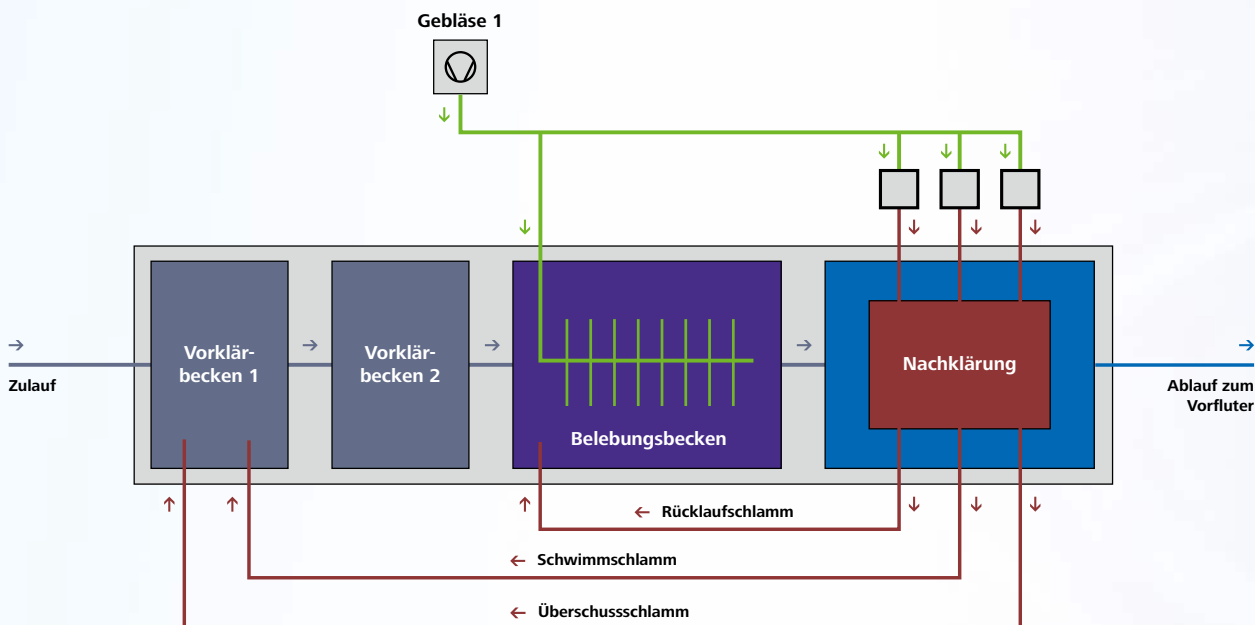 Gebläse 1
Vorklär-
becken 1
Vorklär-
becken 2
Belebungsbecken
Nachklärung
Zulauf
Ablauf zum
Vorfluter
Rücklaufschlamm
Schwimmschlamm
Überschussschlamm